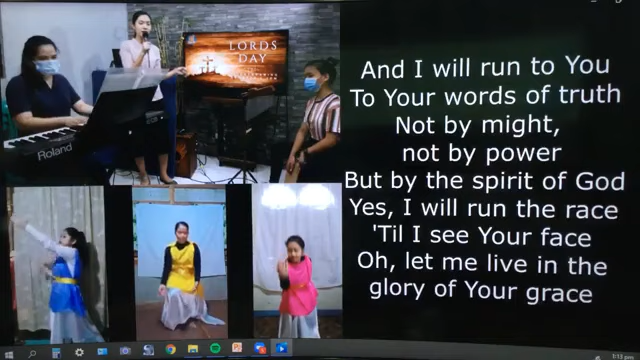 LORDS
DAY
Roland
And I will run to You
To Your words of truth
Not by might,
not by power
But by the spirit of God
Yes, I will run the race
'Til I see Your face
Oh, let me live in the
glory of Your grace